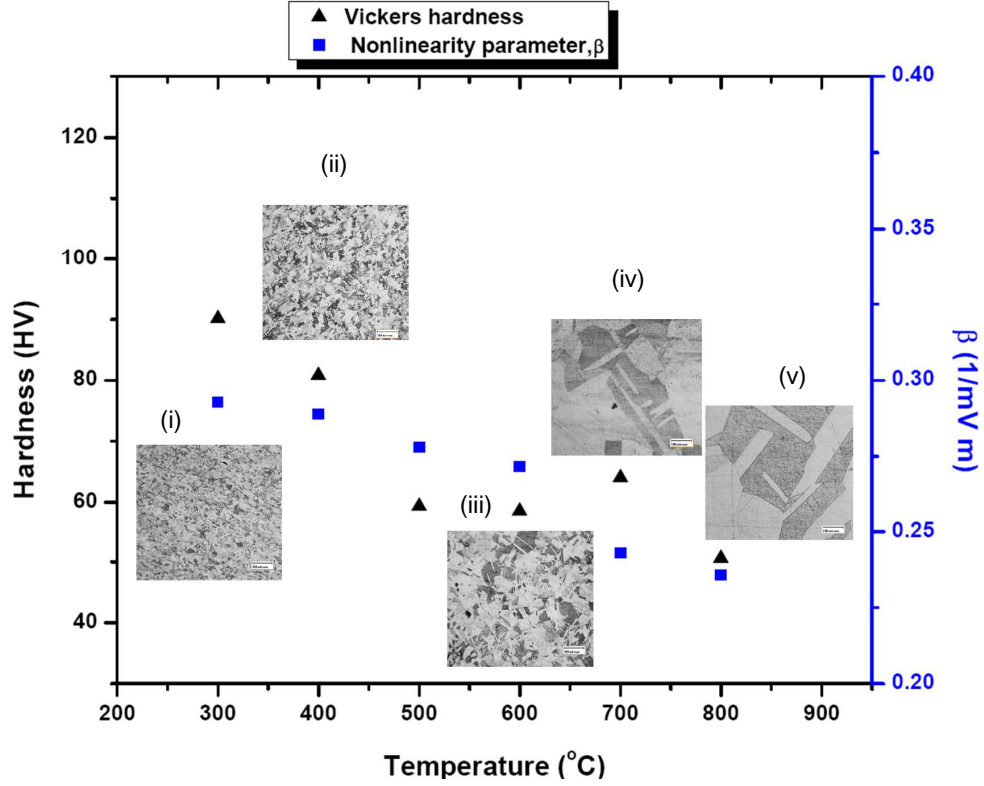 Vickers hardness
Nonlinearity parameter,β
120
100
80
60
40
Hardness (HV)
0.40
0.35
0.30
0.25
0.20
β (1/mV m)
(i)
(ii)
(iii)
(iv)
(v)
200 300 400 500 600 700 800 900
Temperature (°C)